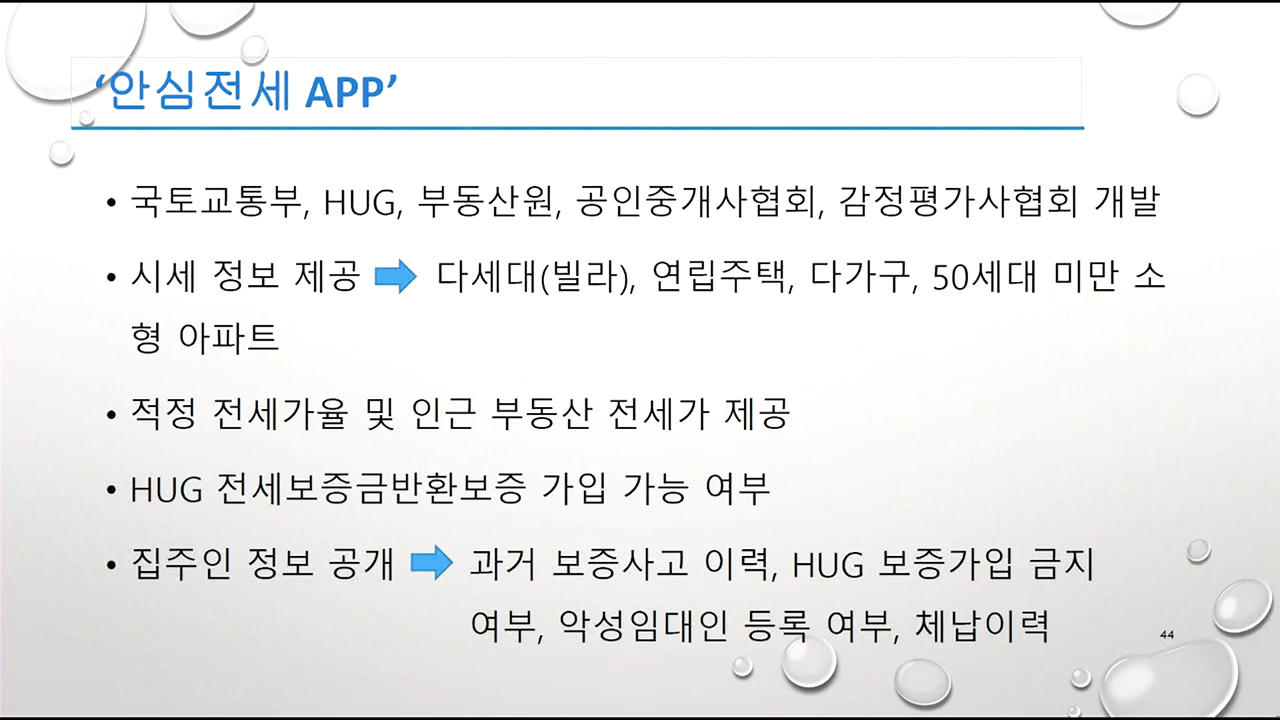 ‘안심전세 APP’
• 국토교통부, HUG, 부동산원, 공인중개사협회, 감정평가사협회 개발
• 시세 정보 제공 다세대(빌라), 연립주택, 다가구, 50세대 미만 소
형 아파트
• 적정 전세가율 및 인근 부동산 전세가 제공
• HUG 전세보증금반환보증 가입 가능 여부
• 집주인 정보 공개 과거 보증사고 이력, HUG 보증가입 금지
여부, 악성임대인 등록 여부, 체납이력
44